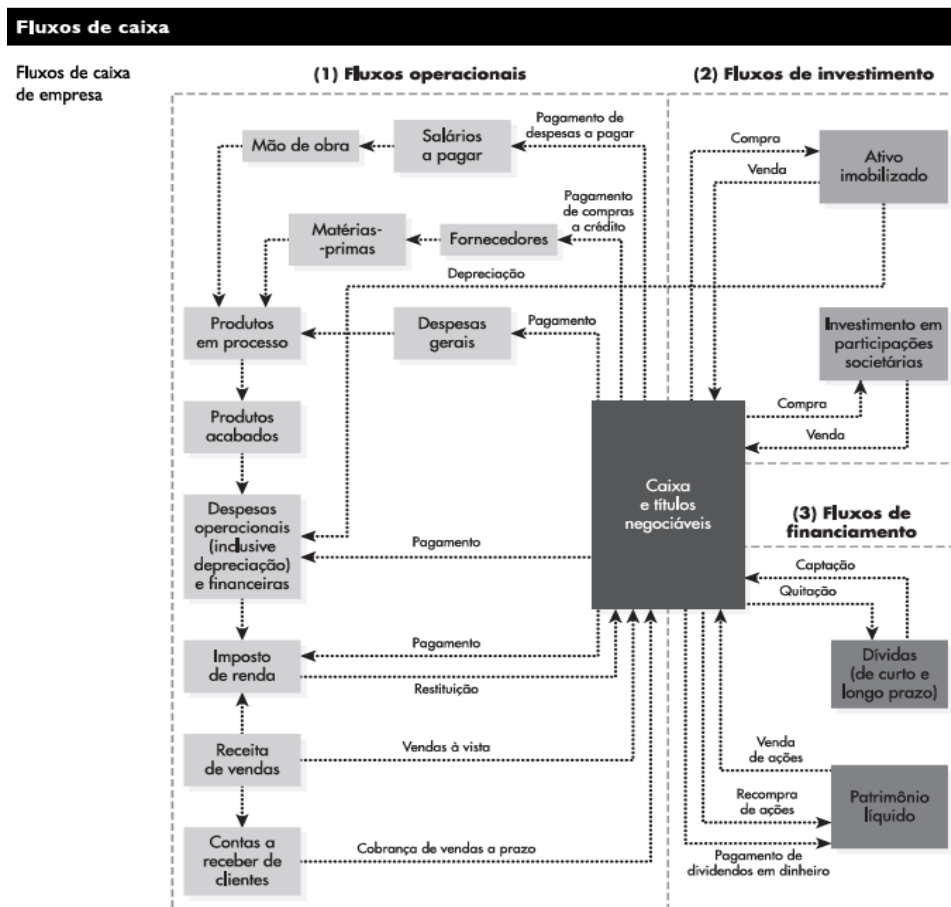 Fluxos de caixa
Fluxos de caixa
de empresa
(1) Fluxos operacionais
(2) Fluxos de investimento
Mão de obra
Salários
a pagar
Pagamento de
despesas a pagar
Compra
Venda
Ativo
imobilizado
Matérias-
-primas
Fornecedores
Pagamento
de compras
a crédito
Depreciação
Produtos
em processo
Despesas
gerais
Pagamento
Investimento em
participações
societárias
Compra
Venda
Produtos
acabados
Caixa
e títulos
negociáveis
(3) Fluxos de
financiamento
Despesas
operacionais
(inclusive
depreciação)
e financeiras
Pagamento
Captação
Quitação
Dívidas
(de curto e
longo prazo)
Imposto
de renda
Pagamento
Restituição
Receita
de vendas
Vendas à vista
Venda
de ações
Recompra
de ações
Patrimônio
líquido
Contas a
receber de
clientes
Cobrança de vendas a prazo
Pagamento de
dividendos em dinheiro